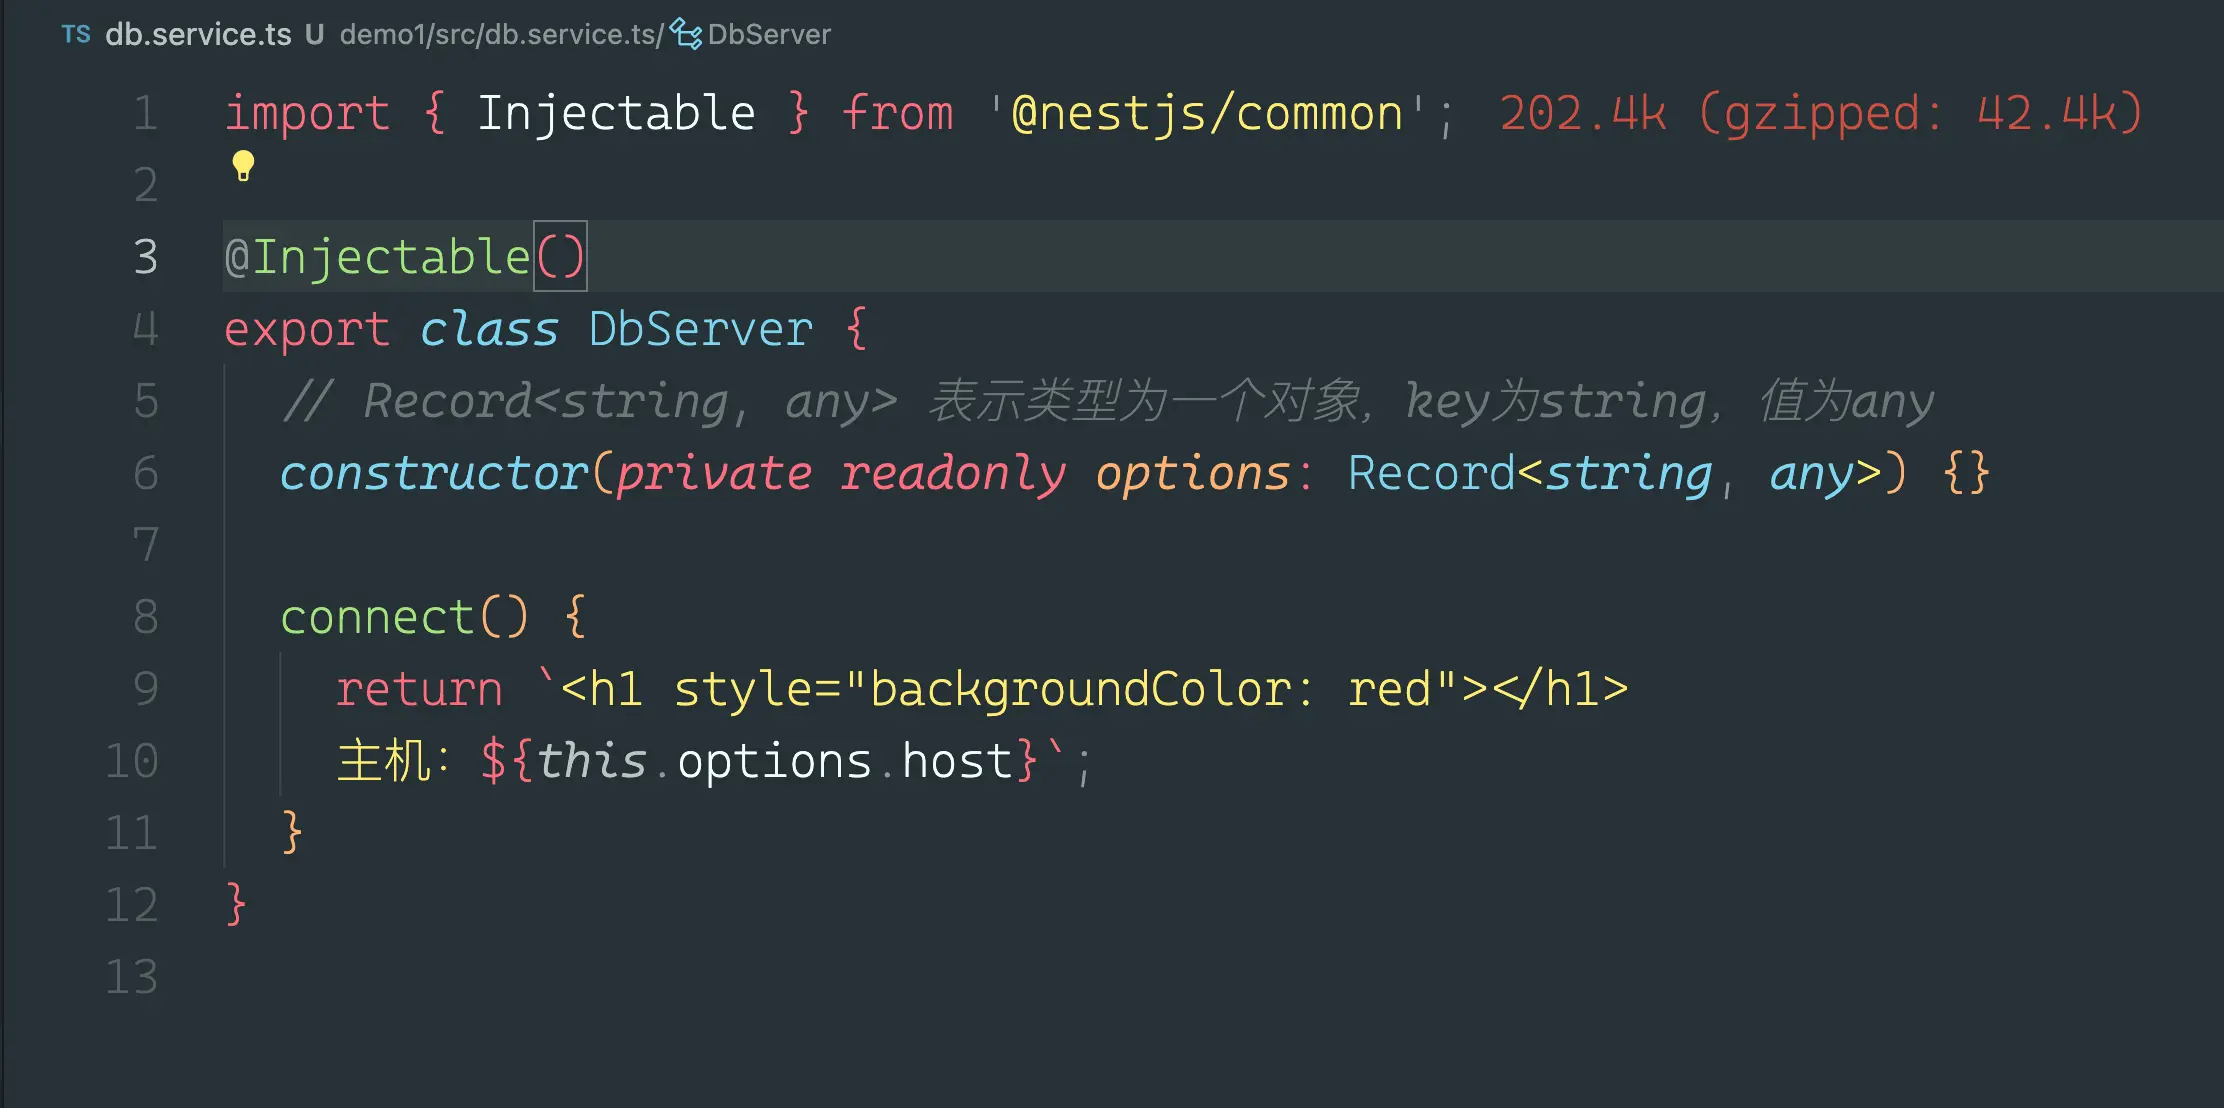 TS db.service.ts U demo1/src/db.service.ts/ DbServer
1 import { Injectable } from '@nestjs/common'; 202.4k (gzipped: 42.4k)
2
3 @Injectable()
4 export class DbServer {
5 // Record<string, any> 表示类型为一个对象，key为string，值为any
6 constructor(private readonly options: Record<string, any>) {}
7
8 connect() {
9 return `<h1 style="backgroundColor: red"></h1>
10 主机：${this.options.host}`;
11 }
12 }
13